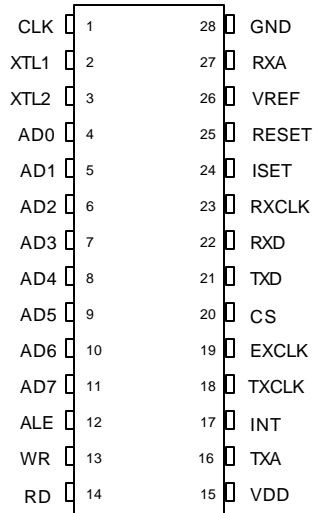 CLK 1 28 GND
XTL1 2 27 RXA
XTL2 3 26 VREF
AD0 4 25 RESET
AD1 5 24 ISET
AD2 6 23 RXCLK
AD3 7 22 RXD
AD4 8 21 TXD
AD5 9 20 CS
AD6 10 19 EXCLK
AD7 11 18 TXCLK
ALE 12 17 INT
WR 13 16 TXA
RD 14 15 VDD